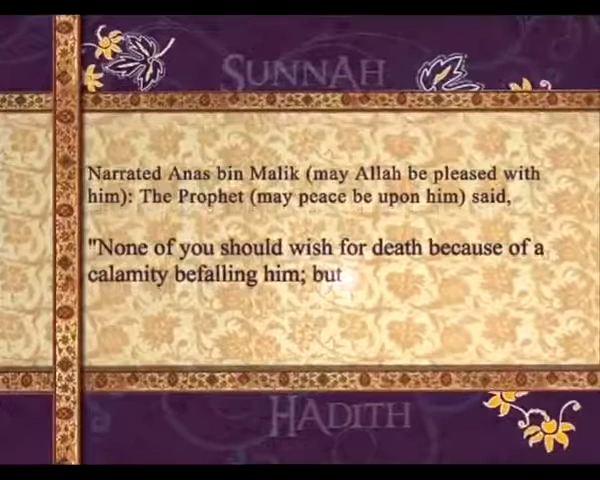 SUNNAH
Narrated Anas bin Malik (may Allah be pleased with
him): The Prophet (may peace be upon him) said,
"None of you should wish for death because of a
calamity befalling him; but
HADITH